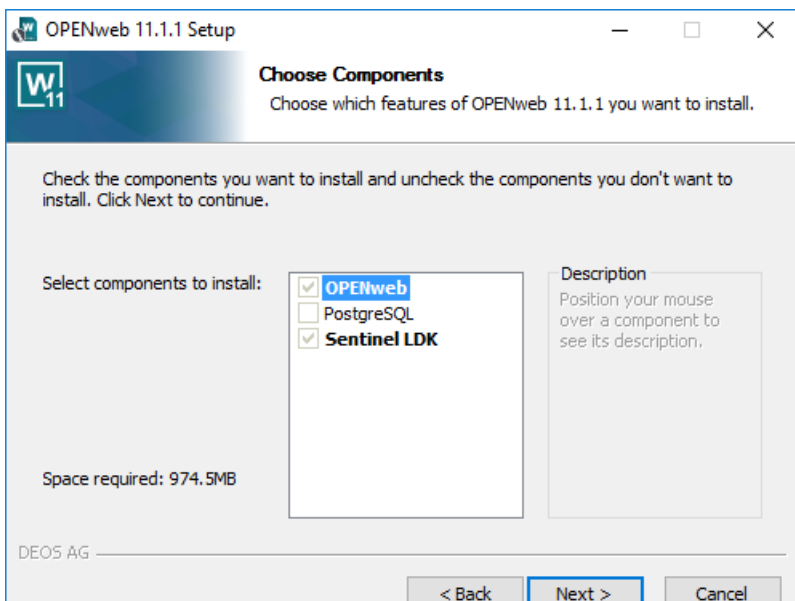 OPENweb 11.1.1 Setup
W
11
Choose Components
Choose which features of OPENweb 11.1.1 you want to install.
Check the components you want to install and uncheck the components you don't want to
install. Click Next to continue.
Select components to install:
OPENweb
PostgreSQL
Sentinel LDK
Description
Position your mouse
over a component to
see its description.
Space required: 974.5MB
DEOS AG
< Back
Next >
Cancel